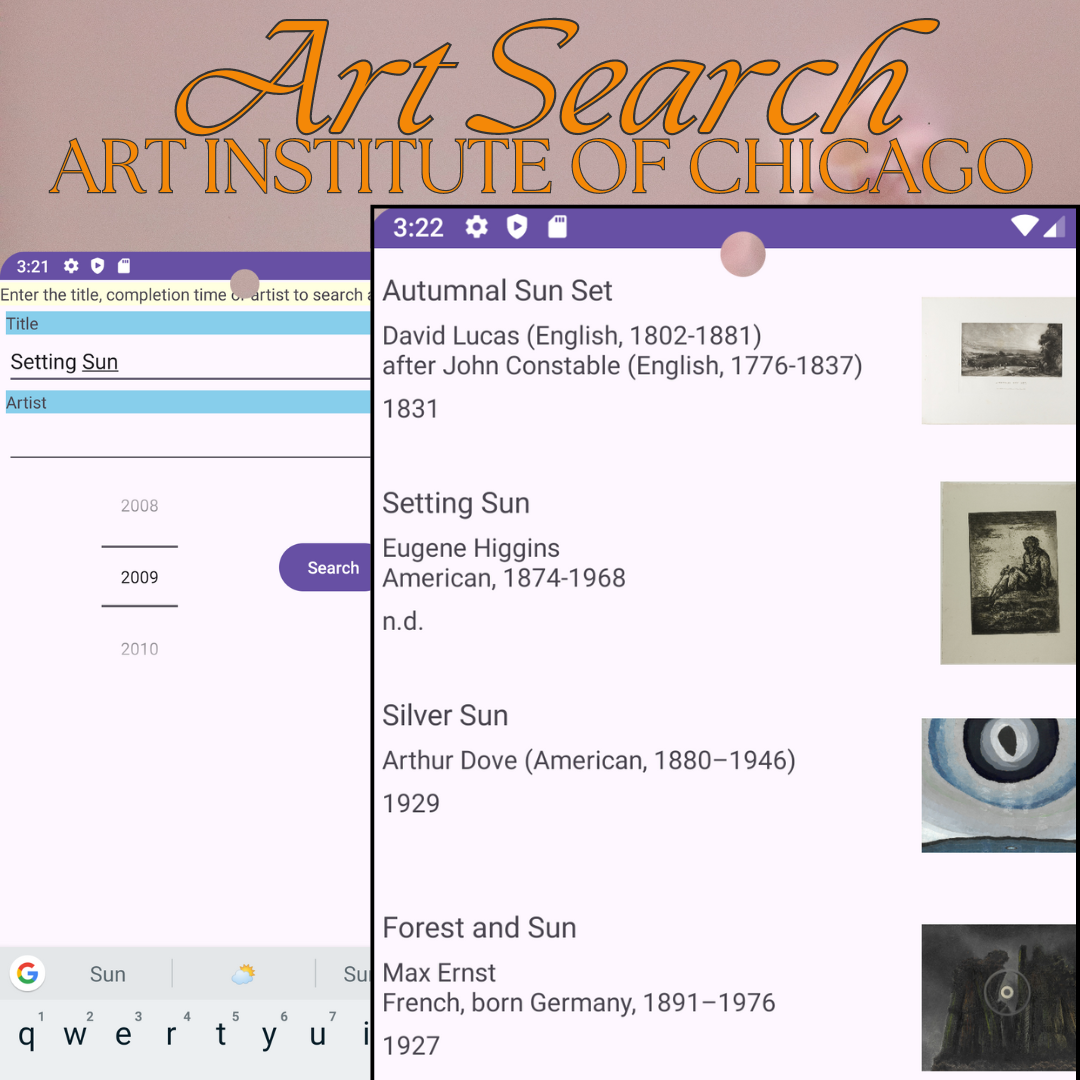 Art Search
ART INSTITUTE OF CHICAGO
3:21
Enter the title, completion time or artist to search a
Title
Setting Sun
Artist
2008
2009
2010
Search
Sun
Su
1 2 3 4 5 6 7
q w e r t y u i
3:22
Autumnal Sun Set
David Lucas (English, 1802-1881)
after John Constable (English, 1776-1837)
1831
Setting Sun
Eugene Higgins
American, 1874-1968
n.d.
Silver Sun
Arthur Dove (American, 1880–1946)
1929
Forest and Sun
Max Ernst
French, born Germany, 1891–1976
1927